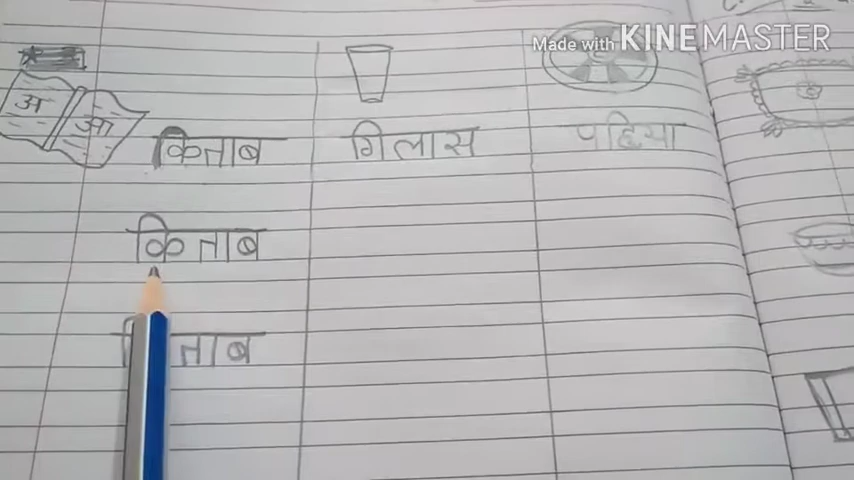 Made with KINEMASTER
अ
आ
किताब गिलास पहिया
किताब
ताब